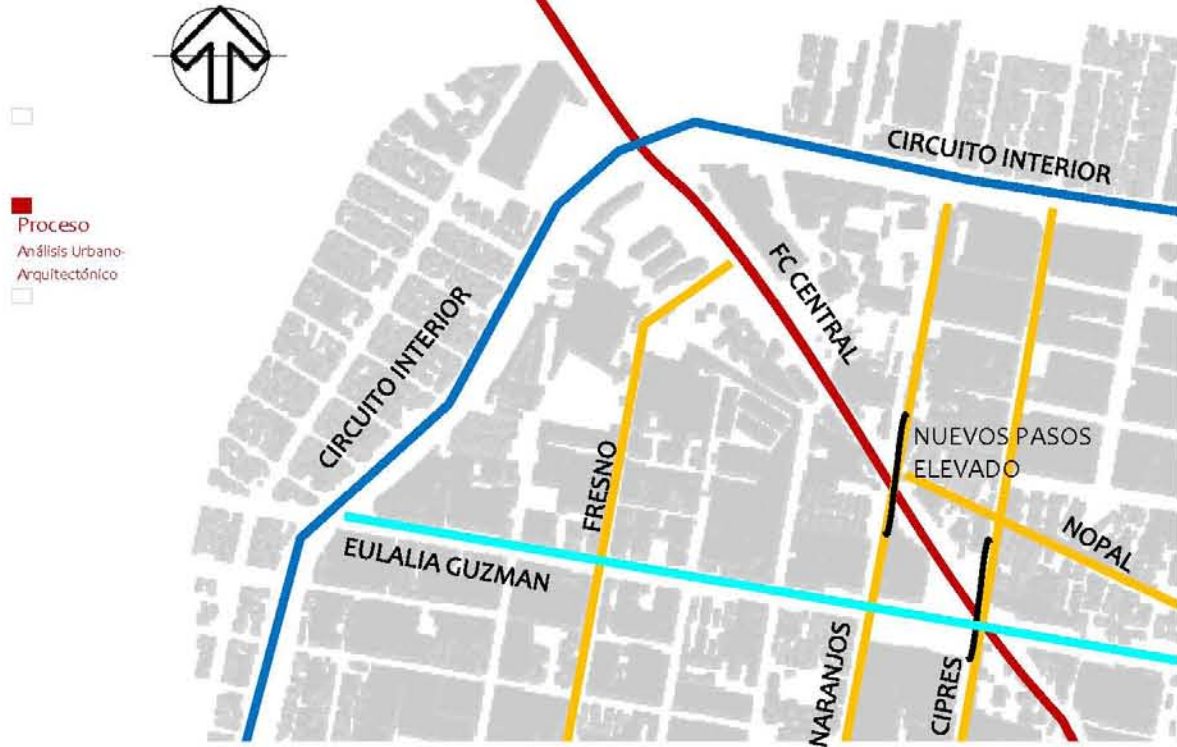 Proceso
Análisis Urbano-
Arquitectónico
CIRCUITO INTERIOR
CIRCUITO INTERIOR
FC CENTRAL
FRESNO
NUEVOS PASOS
ELEVADO
NOPAL
EULALIA GUZMAN
NARANJOS
CIPRES